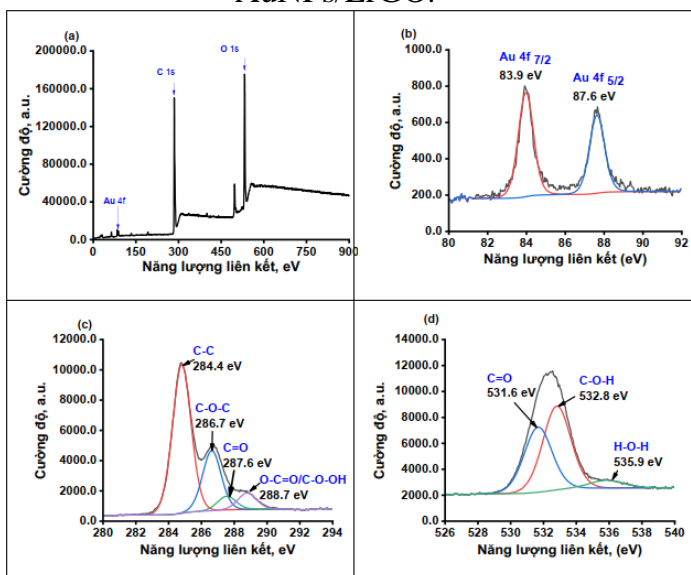 AuNPs/ErGO.
(a)
O 1s
C 1s
Au 4f
Cường độ, a.u.
200000.0
160000.0
120000.0
80000.0
40000.0
0.0
0 150 300 450 600 750 900
Năng lượng liên kết, eV
(b)
Au 4f 7/2
83.9 eV
Au 4f 5/2
87.6 eV
Cường độ, a.u.
1000.0
800.0
600.0
400.0
200.0
0.0
80 82 84 86 88 90 92
Năng lượng liên kết (eV)
(c)
C-C
284.4 eV
C-O-C
286.7 eV
C=O
287.6 eV
O-C=O/C-O-OH
288.7 eV
Cường độ, a.u.
12000.0
10000.0
8000.0
6000.0
4000.0
2000.0
0.0
280 282 284 286 288 290 292 294
Năng lượng liên kết, eV
(d)
C=O
531.6 eV
C-O-H
532.8 eV
H-O-H
535.9 eV
Cường độ, a.u.
14000.0
12000.0
10000.0
8000.0
6000.0
4000.0
2000.0
0.0
526 528 530 532 534 536 538 540
Năng lượng liên kết, (eV)